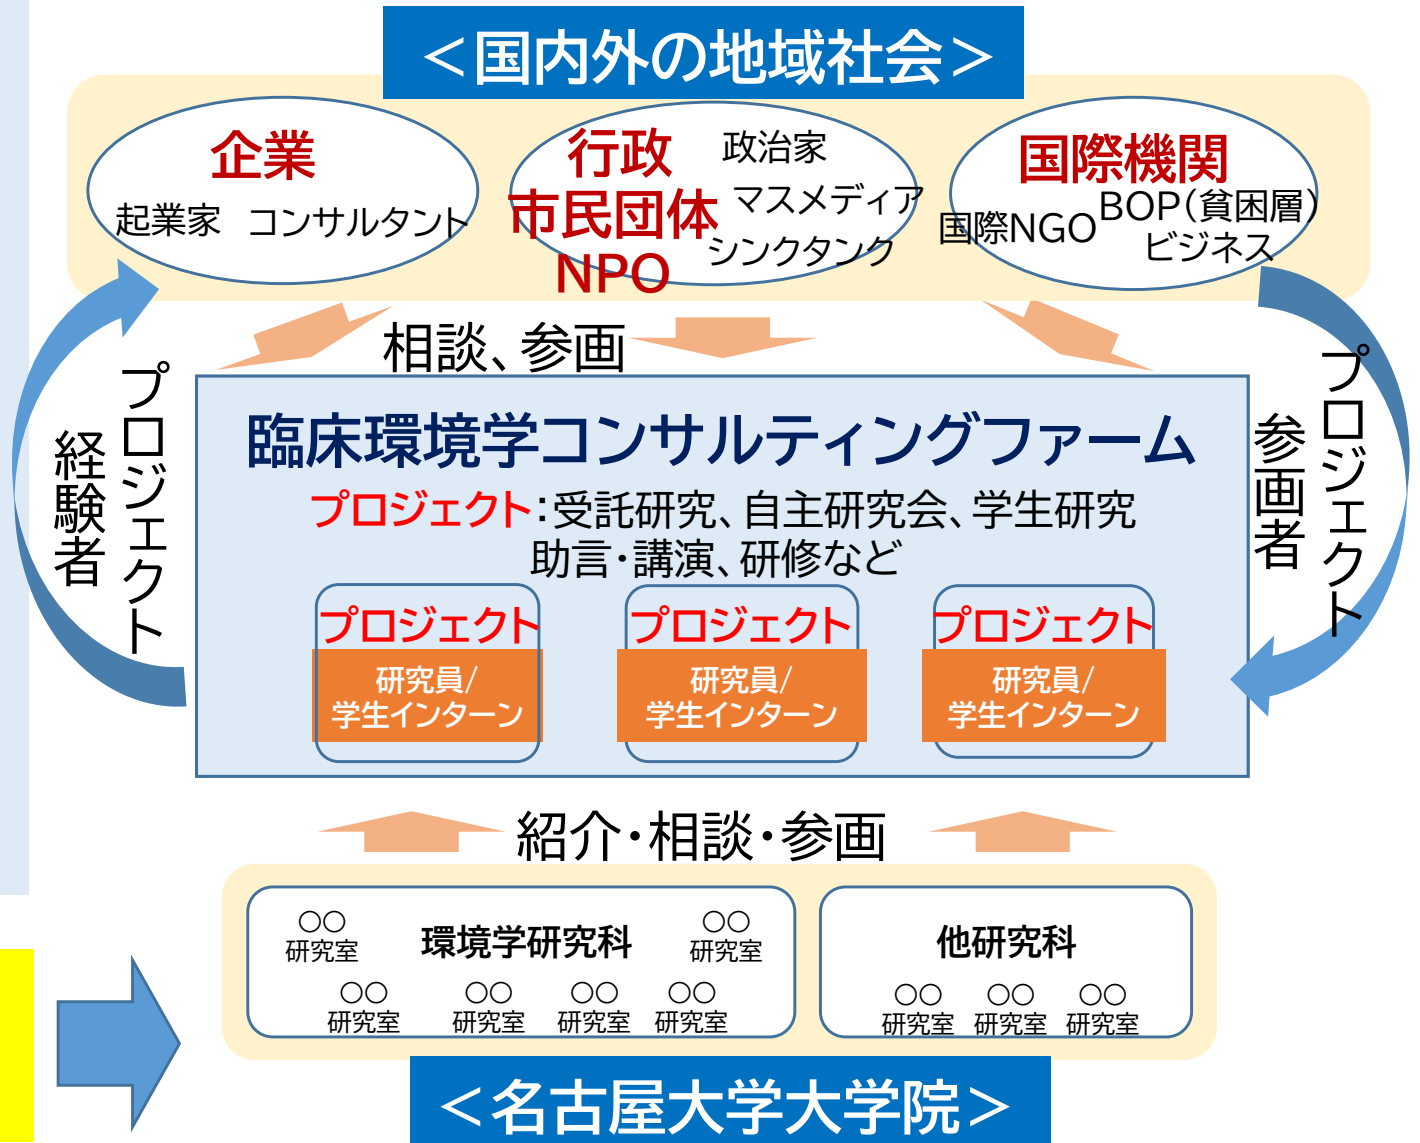 ＜国内外の地域社会＞
企業
起業家 コンサルタント
行政
市民団体
NPO
政治家
マスメディア
シンクタンク
国際機関
国際NGO
BOP(貧困層)
ビジネス
相談、参画
プロジェクト
経験者
プロジェクト
参画者
臨床環境学コンサルティングファーム
プロジェクト：受託研究、自主研究会、学生研究
助言・講演、研修など
プロジェクト
研究員/
学生インターン
プロジェクト
研究員/
学生インターン
プロジェクト
研究員/
学生インターン
紹介・相談・参画
環境学研究科
○○
研究室
○○
研究室
○○
研究室
○○
研究室
○○
研究室
○○
研究室
他研究科
○○
研究室
○○
研究室
○○
研究室
＜名古屋大学大学院＞